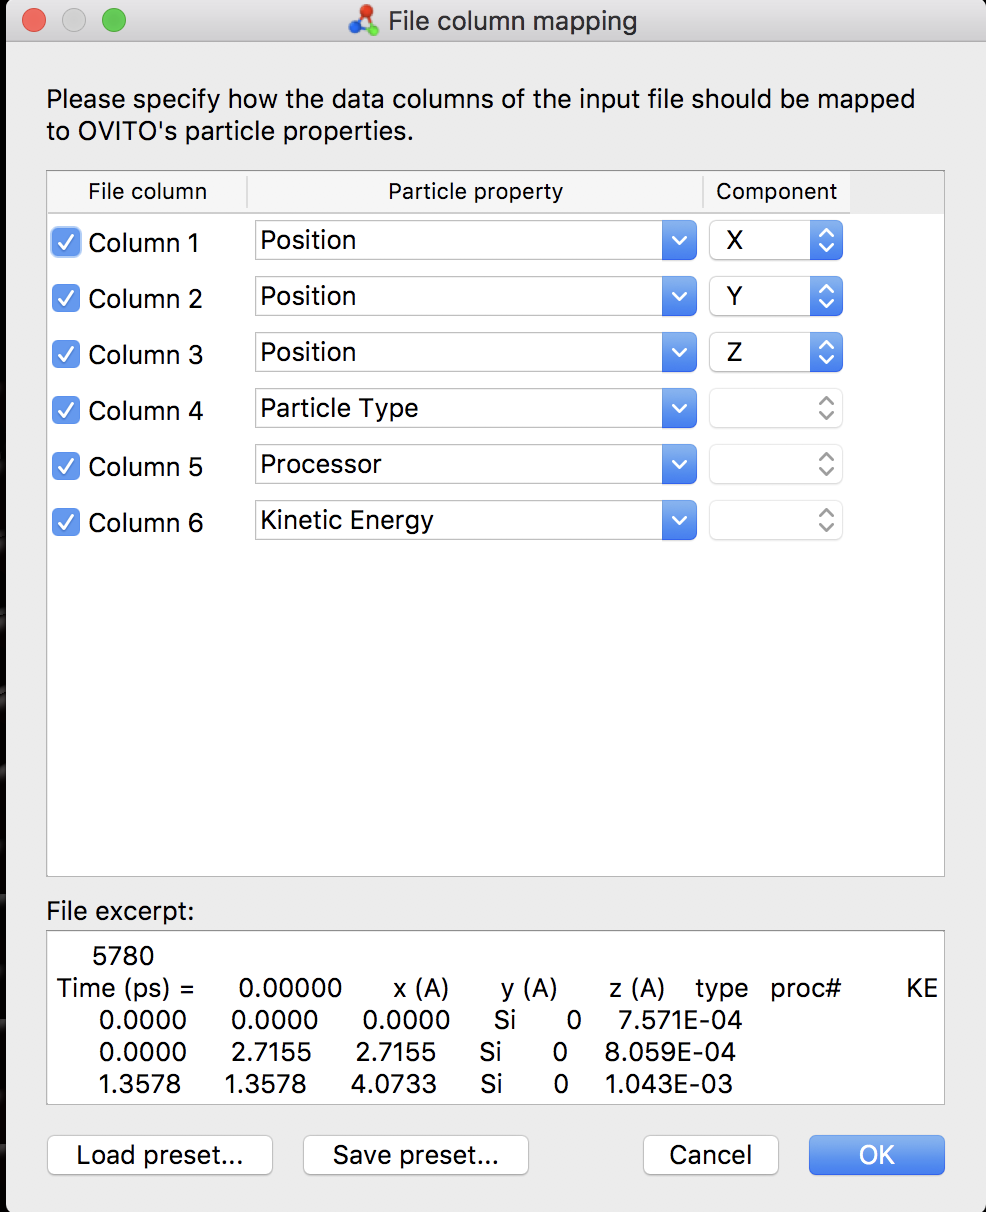 File column mapping
Please specify how the data columns of the input file should be mapped
to OVITO's particle properties.
File column Particle property Component
Column 1 Position X
Column 2 Position Y
Column 3 Position Z
Column 4 Particle Type
Column 5 Processor
Column 6 Kinetic Energy
File excerpt:
5780
Time (ps) = 0.00000 x (A) y (A) z (A) type proc# KE
0.0000 0.0000 0.0000 Si 0 7.571E-04
0.0000 2.7155 2.7155 Si 0 8.059E-04
1.3578 1.3578 4.0733 Si 0 1.043E-03
Load preset... Save preset... Cancel OK